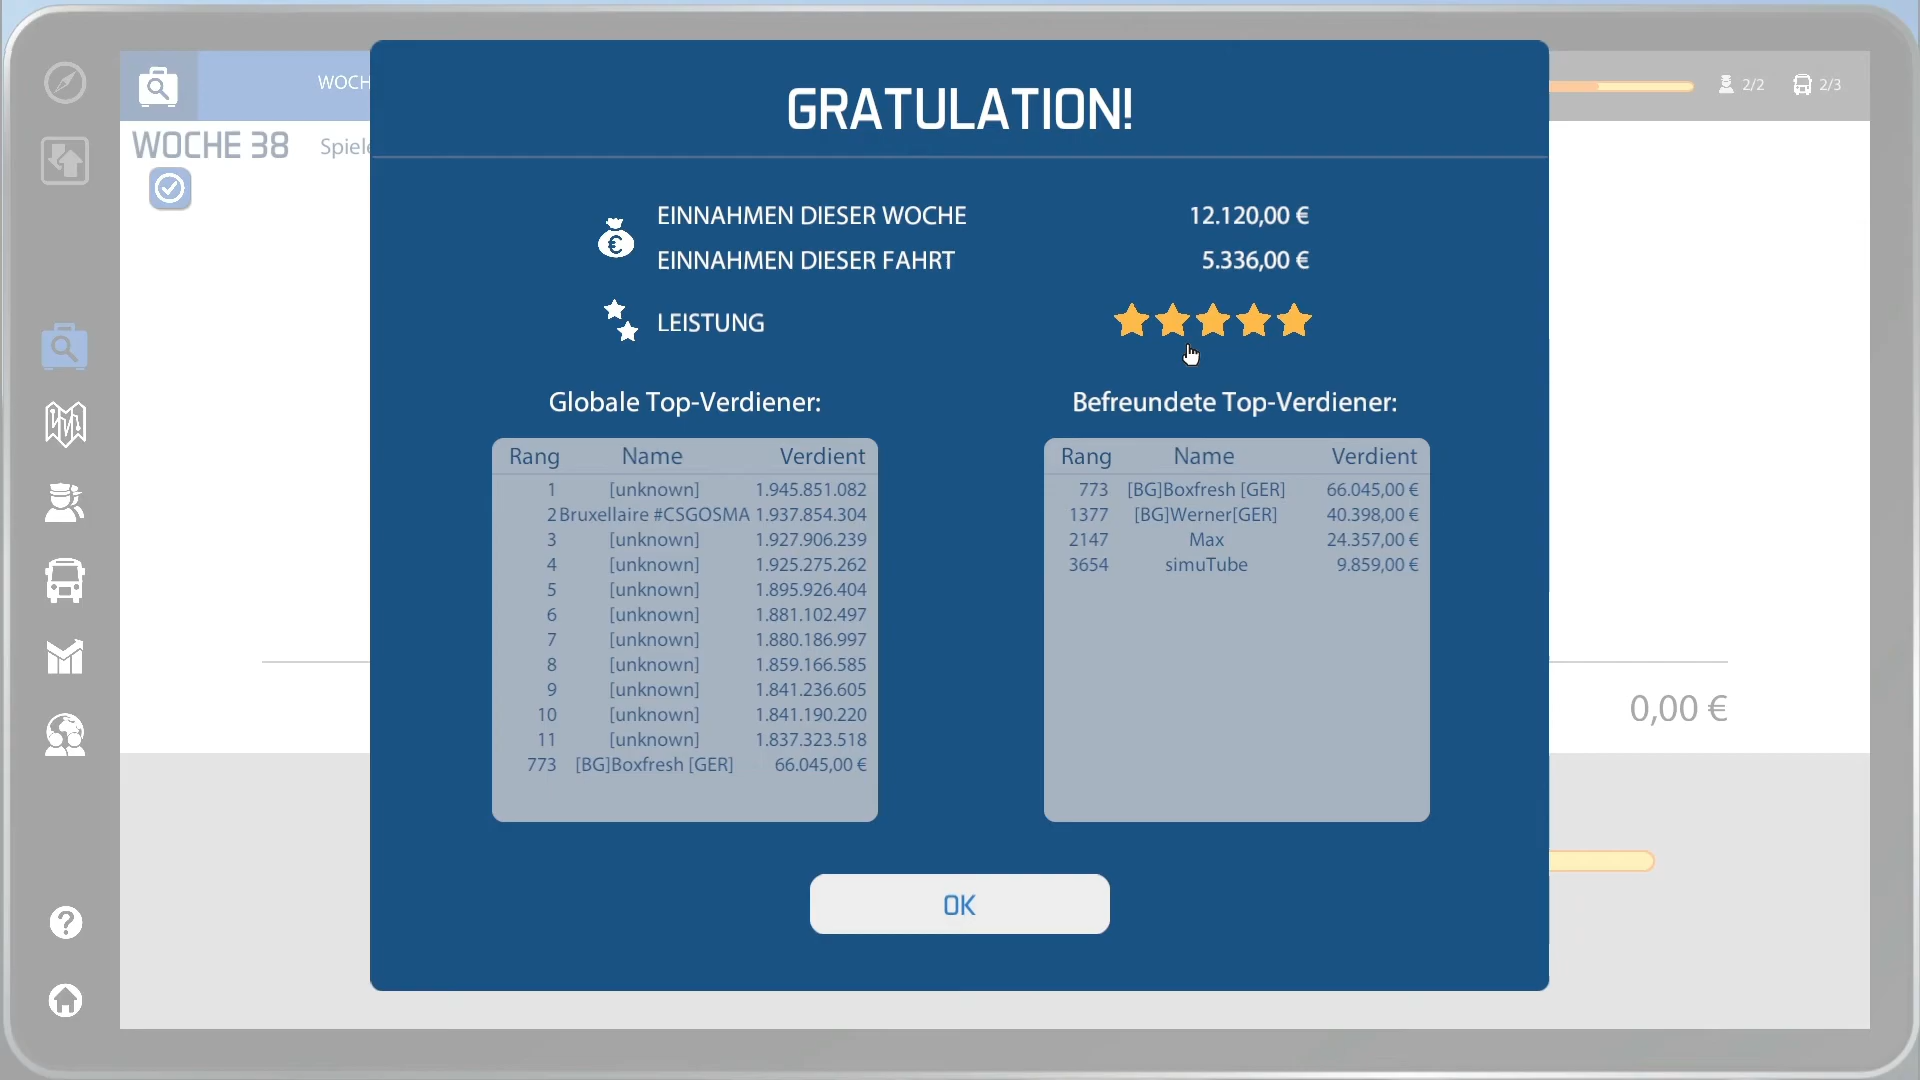 WOCH
2/2
2/3
WOCHE 38
Spiele
GRATULATION!
EINNAHMEN DIESER WOCHE 12.120,00 €
EINNAHMEN DIESER FAHRT 5.336,00 €
LEISTUNG
Globale Top-Verdiener:
Rang Name Verdient
1 [unknown] 1.945.851.082
2 Bruxellaire #CSGOSMA 1.937.854.304
3 [unknown] 1.927.906.239
4 [unknown] 1.925.275.262
5 [unknown] 1.895.926.404
6 [unknown] 1.881.102.497
7 [unknown] 1.880.186.997
8 [unknown] 1.859.166.585
9 [unknown] 1.841.236.605
10 [unknown] 1.841.190.220
11 [unknown] 1.837.323.518
773 [BG]Boxfresh [GER] 66.045,00 €
Befreundete Top-Verdiener:
Rang Name Verdient
773 [BG]Boxfresh [GER] 66.045,00 €
1377 [BG]Werner[GER] 40.398,00 €
2147 Max 24.357,00 €
3654 simuTube 9.859,00 €
0,00 €
OK